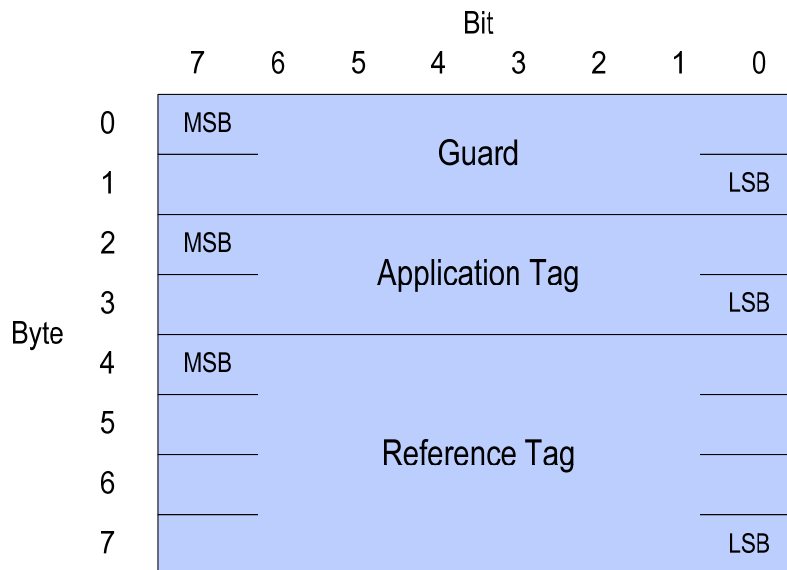 Bit
7 6 5 4 3 2 1 0
0 MSB
Guard
1 LSB
2 MSB
Application Tag
3 LSB
Byte
4 MSB
5
Reference Tag
6
7 LSB